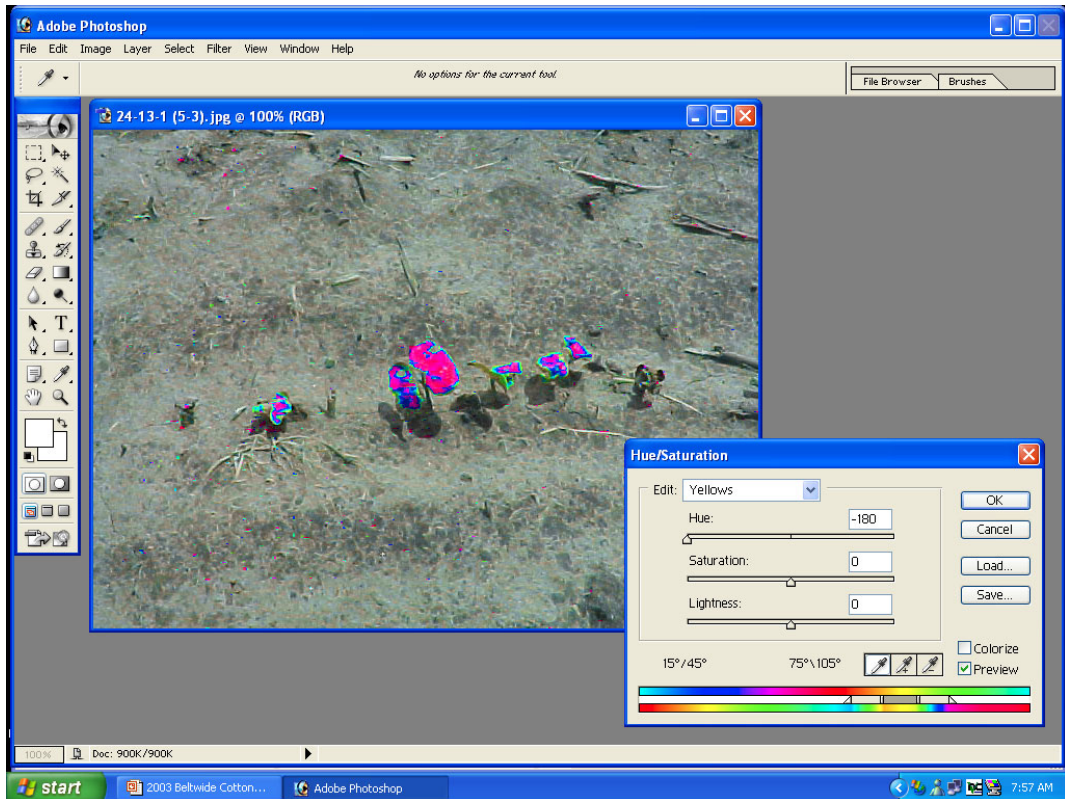 Adobe Photoshop
File Edit Image Layer Select Filter View Window Help
No options for the current tool.
File Browser Brushes
24-13-1 (5-3).jpg @ 100% (RGB)
T
Hue/Saturation
Edit: Yellows
OK
Hue: -180
Cancel
Saturation: 0
Load...
Lightness: 0
Save...
Colorize
15°/45° 75°\105°
Preview
100% Doc: 900K/900K
start 2003 Beltwide Cotton... Adobe Photoshop 7:57 AM